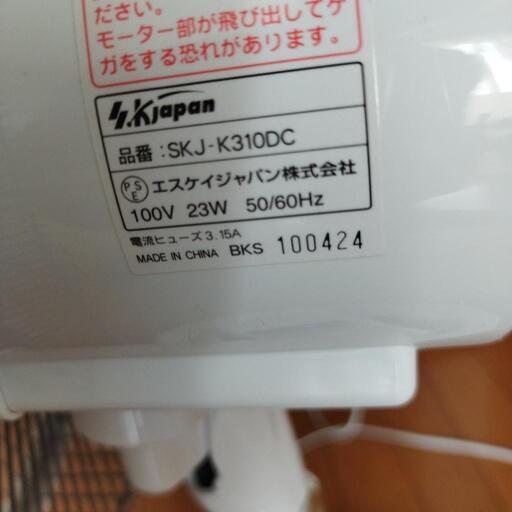 ださい。
モーター部が飛び出してケ
ガをする恐れがあります。
S.KJapan
品番:SKJ-K310DC
PSE エスケイジャパン株式会社
100V 23W 50/60Hz
電流ヒューズ3.15A
MADE IN CHINA BKS 100424